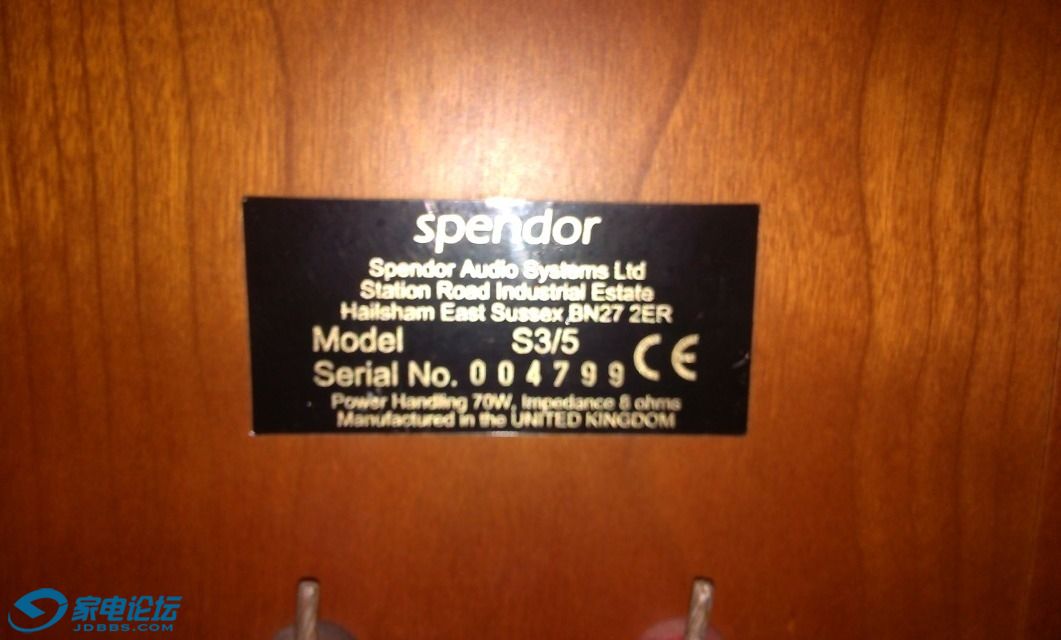 spendor
Spendor Audio Systems Ltd
Station Road Industrial Estate
Hailsham East Sussex, BN27 2ER
Model S3/5
Serial No. 004799 CE
Power Handling 70W, Impedance 8 ohms
Manufactured in the UNITED KINGDOM
家电论坛
JDBBS.COM